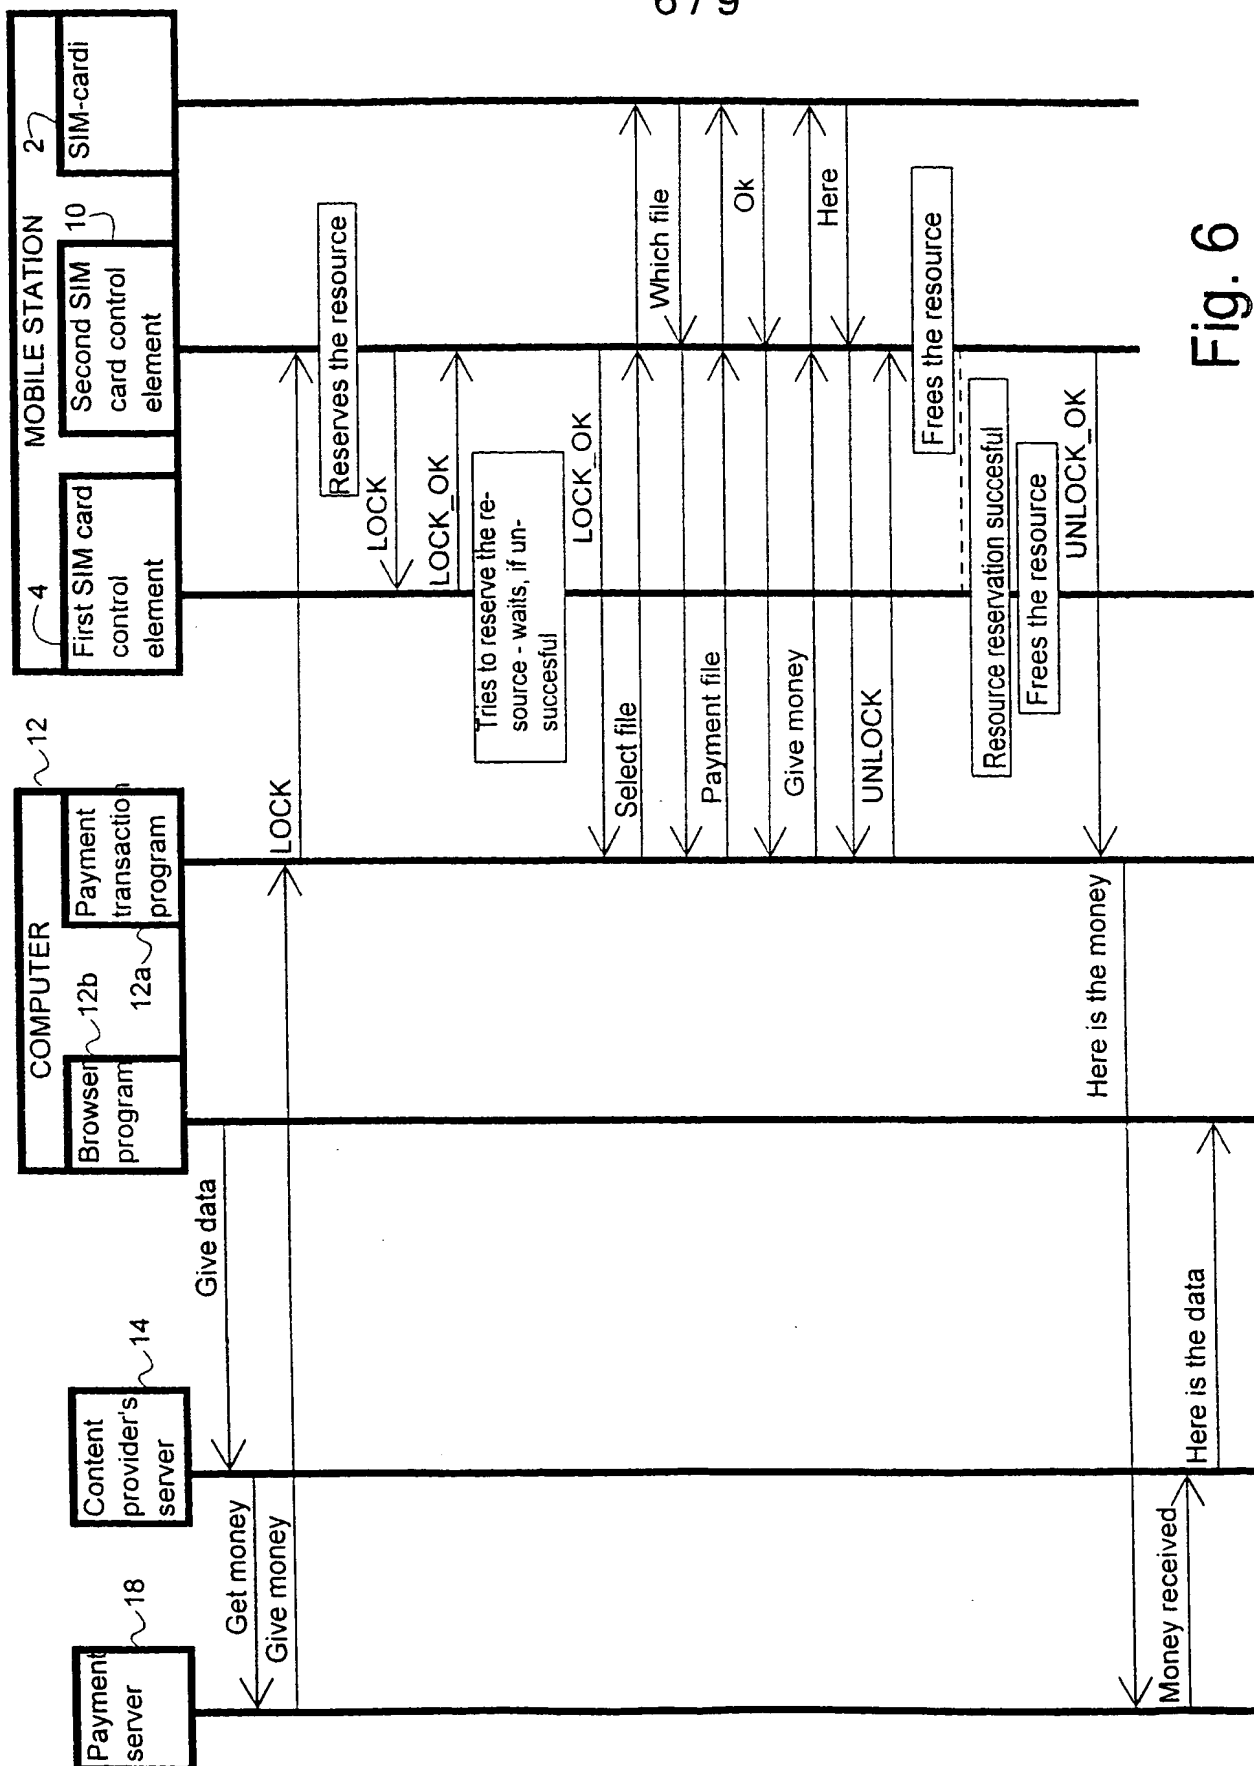 6 / 9
MOBILE STATION
2
SIM-cardi
10
Second SIM
card control
element
4
First SIM card
control
element
12
COMPUTER
Payment
transaction
program
12a
12b
Browser
program
14
Content
provider's
server
18
Payment
server
Give data
Get money
Give money
LOCK
Reserves the resource
LOCK
LOCK_OK
Tries to reserve the re-
source - waits, if un-
succesful
LOCK_OK
Select file
Which file
Payment file
Ok
Give money
Here
UNLOCK
Frees the resource
Resource reservation succesful
Frees the resource
UNLOCK_OK
Here is the money
Money received
Here is the data
Fig. 6